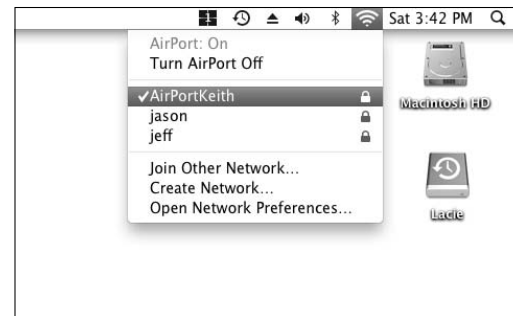 Sat 3:42 PM
AirPort: On
Turn AirPort Off
✓AirPortKeith
jason
jeff
Join Other Network...
Create Network...
Open Network Preferences...
Macintosh HD
Lacie